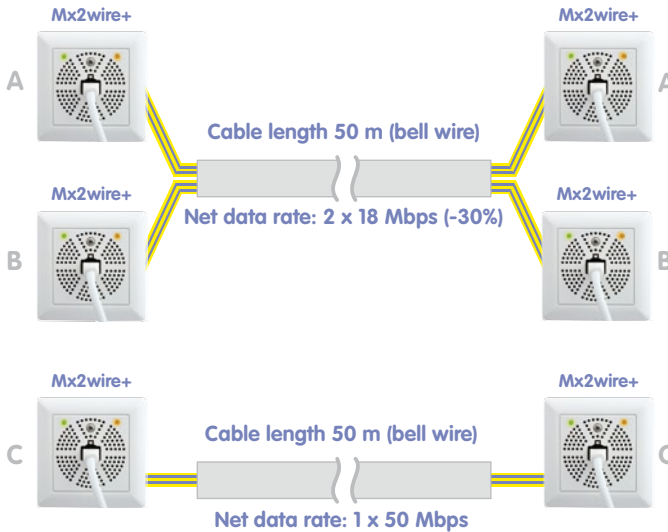 Mx2wire+ Mx2wire+
A A
Cable length 50 m (bell wire)
Mx2wire+ Mx2wire+
Net data rate: 2 x 18 Mbps (-30%)
B B
Mx2wire+ Mx2wire+
Cable length 50 m (bell wire)
C C
Net data rate: 1 x 50 Mbps